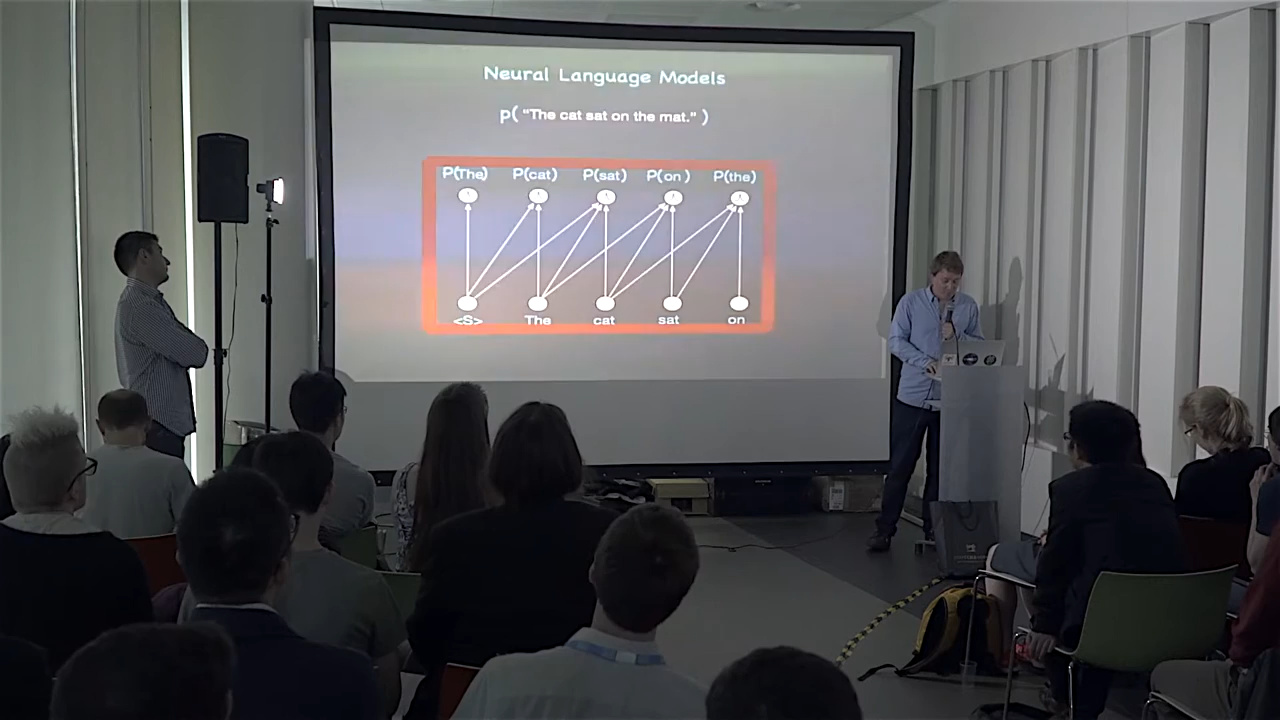 Neural Language Models
p( "The cat sat on the mat." )
P(The) P(cat) P(sat) P(on ) P(the)
<S> The cat sat on